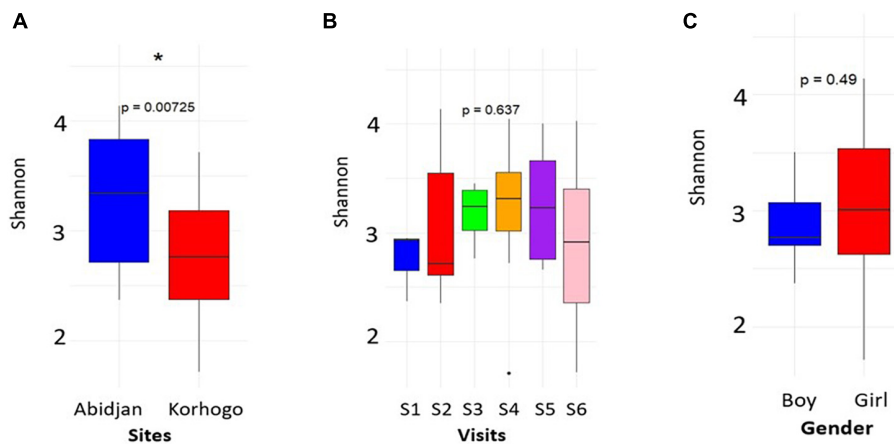 A
*
p = 0.00725
Shannon
4
3
2
Abidjan Korhogo
Sites
B
p = 0.637
Shannon
4
3
2
S1 S2 S3 S4 S5 S6
Visits
C
p = 0.49
Shannon
4
3
2
Boy Girl
Gender